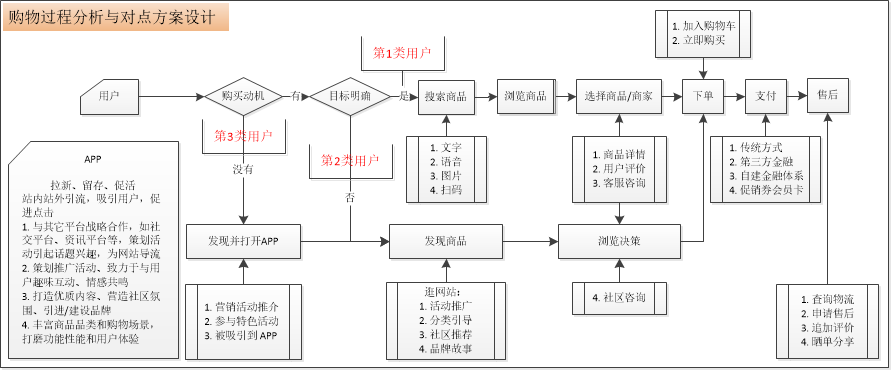 购物过程分析与对点方案设计
1. 加入购物车
2. 立即购买
第1类用户
用户
购买动机
有
目标明确
是
搜索商品
浏览商品
选择商品/商家
下单
支付
售后
第3类用户
没有
第2类用户
否
1. 文字
2. 语音
3. 图片
4. 扫码
1. 商品详情
2. 用户评价
3. 客服咨询
1. 传统方式
2. 第三方金融
3. 自建金融体系
4. 促销券会员卡
APP
拉新、留存、促活
站内站外引流，吸引用户，促
进点击
1. 与其它平台战略合作，如社
交平台、资讯平台等，策划活
动引起话题兴趣，为网站导流
2. 策划推广活动、致力于与用
户趣味互动、情感共鸣
3. 打造优质内容、营造社区氛
围、引进/建设品牌
4. 丰富商品品类和购物场景，
打磨功能性能和用户体验
发现并打开APP
发现商品
浏览决策
1. 营销活动推介
2. 参与特色活动
3. 被吸引到 APP
逛网站：
1. 活动推广
2. 分类引导
3. 社区推荐
4. 品牌故事
4. 社区咨询
1. 查询物流
2. 申请售后
3. 追加评价
4. 晒单分享